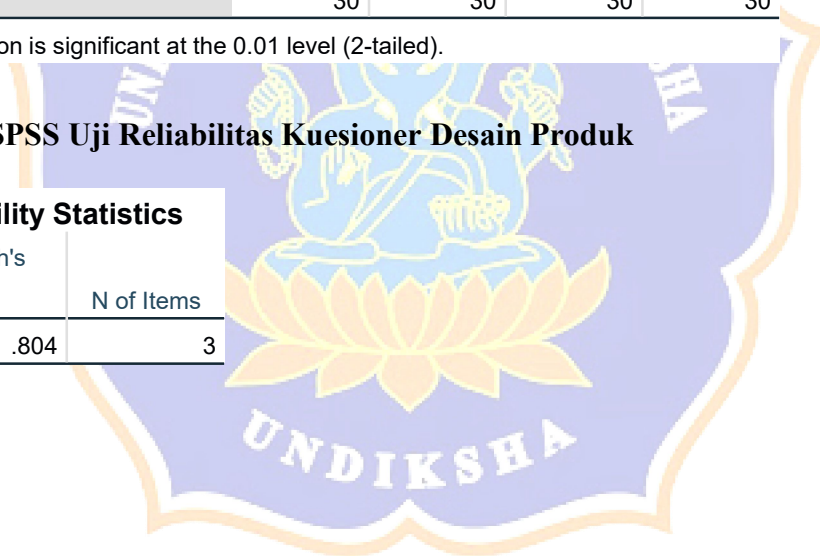 30 30 30 30
on is significant at the 0.01 level (2-tailed).
SPSS Uji Reliabilitas Kuesioner Desain Produk
ility Statistics
h's
N of Items
.804 3
UNDIKSHA